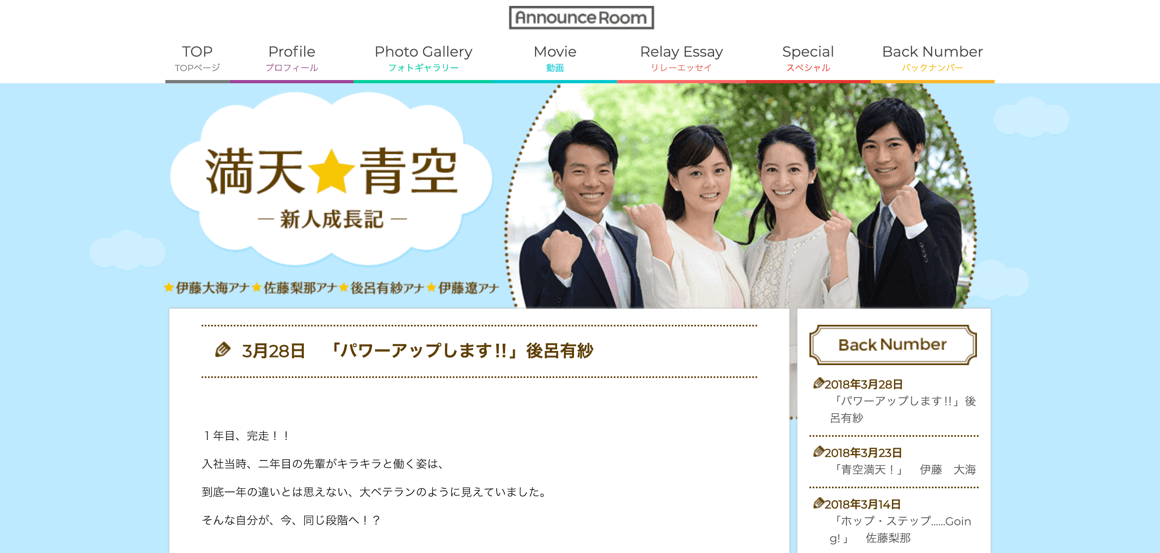 Announce Room
TOP
TOPページ
Profile
プロフィール
Photo Gallery
フォトギャラリー
Movie
動画
Relay Essay
リレーエッセイ
Special
スペシャル
Back Number
バックナンバー
満天★青空
― 新人成長記 ―
★伊藤大海アナ★佐藤梨那アナ★後呂有紗アナ★伊藤遼アナ
3月28日 「パワーアップします!!」後呂有紗
１年目、完走！！
入社当時、二年目の先輩がキラキラと働く姿は、
到底一年の違いとは思えない、大ベテランのように見えていました。
そんな自分が、今、同じ段階へ！？
Back Number
2018年3月28日
「パワーアップします!!」後
呂有紗
2018年3月23日
「青空満天！」 伊藤 大海
2018年3月14日
「ホップ・ステップ……Goin
g! 」 佐藤梨那